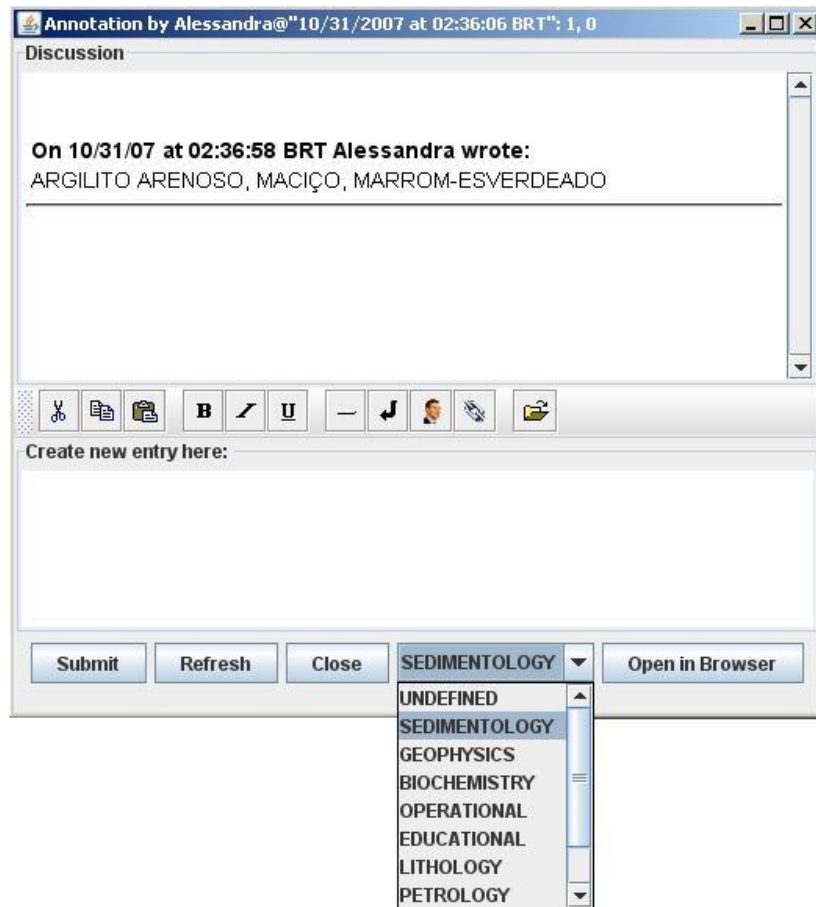 Annotation by Alessandra@"10/31/2007 at 02:36:06 BRT": 1, 0
Discussion
On 10/31/07 at 02:36:58 BRT Alessandra wrote:
ARGILITO ARENOSO, MACIÇO, MARROM-ESVERDEADO
B I U
Create new entry here:
Submit Refresh Close SEDIMENTOLOGY Open in Browser
UNDEFINED
SEDIMENTOLOGY
GEOPHYSICS
BIOCHEMISTRY
OPERATIONAL
EDUCATIONAL
LITHOLOGY
PETROLOGY